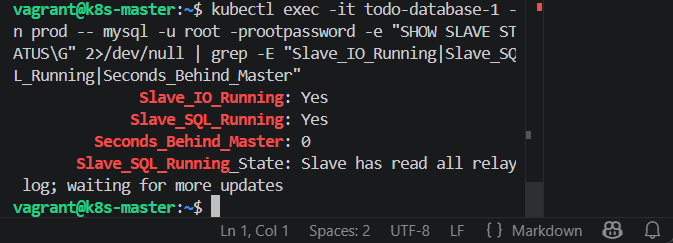 vagrant@k8s-master:~$ kubectl exec -it todo-database-1 -
n prod -- mysql -u root -prootpassword -e "SHOW SLAVE ST
ATUS\G" 2>/dev/null | grep -E "Slave_IO_Running|Slave_SQ
L_Running|Seconds_Behind_Master"
Slave_IO_Running: Yes
Slave_SQL_Running: Yes
Seconds_Behind_Master: 0
Slave_SQL_Running_State: Slave has read all relay
log; waiting for more updates
vagrant@k8s-master:~$
Ln 1, Col 1 Spaces: 2 UTF-8 LF { } Markdown